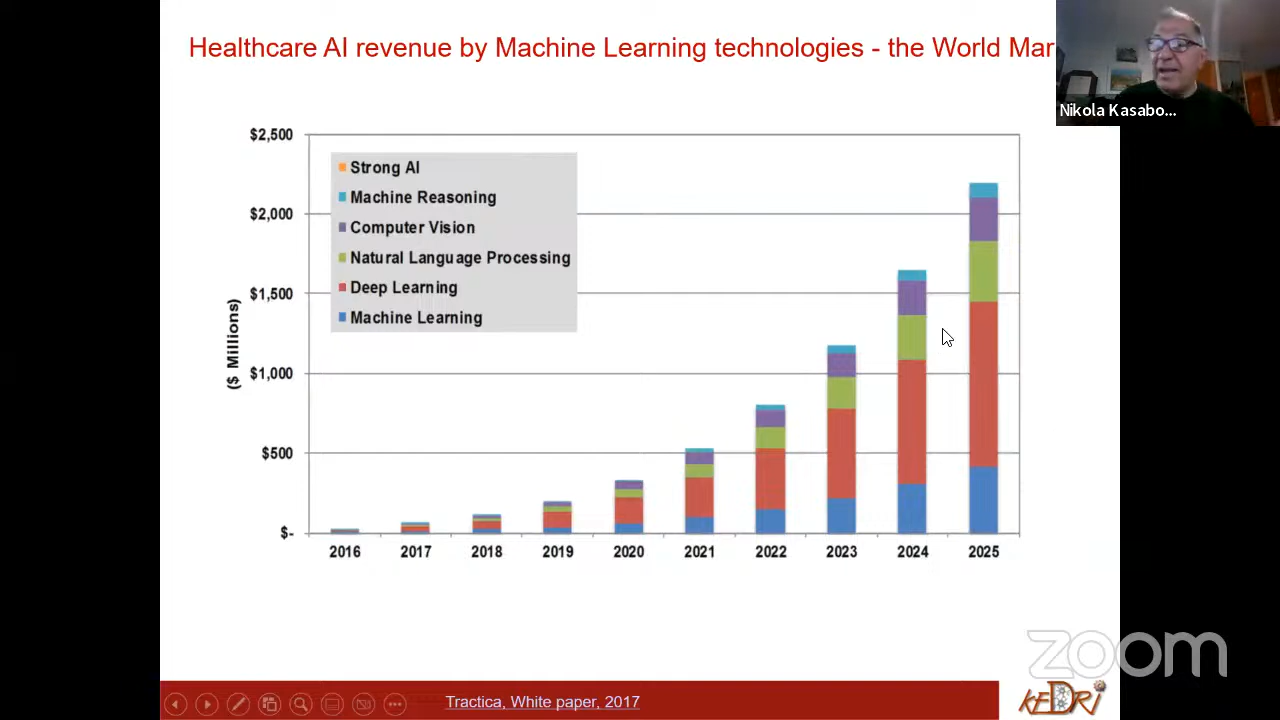 Healthcare AI revenue by Machine Learning technologies - the World Mar
Nikola Kasabo...
$2,500
$2,000
$1,500
$1,000
$500
$-
($ Millions)
Strong AI
Machine Reasoning
Computer Vision
Natural Language Processing
Deep Learning
Machine Learning
2016 2017 2018 2019 2020 2021 2022 2023 2024 2025
zoom
Tractica, White paper, 2017
KEDRI